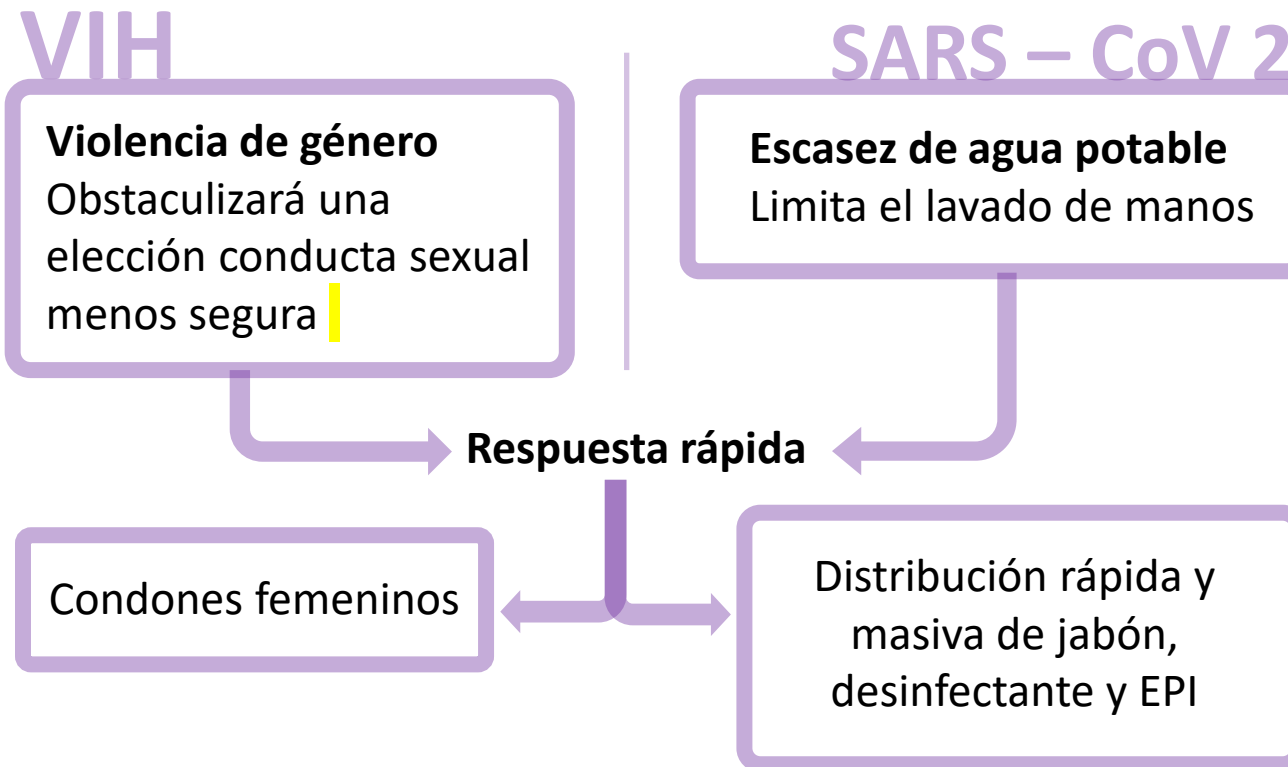 VIH
Violencia de género
Obstaculizará una
elección conducta sexual
menos segura
SARS – CoV 2
Escasez de agua potable
Limita el lavado de manos
Respuesta rápida
Condones femeninos
Distribución rápida y
masiva de jabón,
desinfectante y EPI